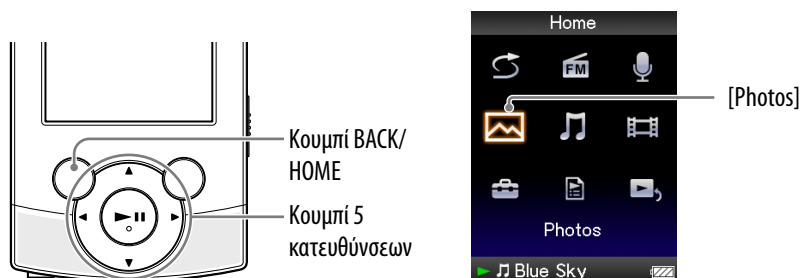 Κουμπί BACK/
HOME
Κουμπί 5
κατευθύνσεων
Home
FM
[Photos]
Photos
Blue Sky